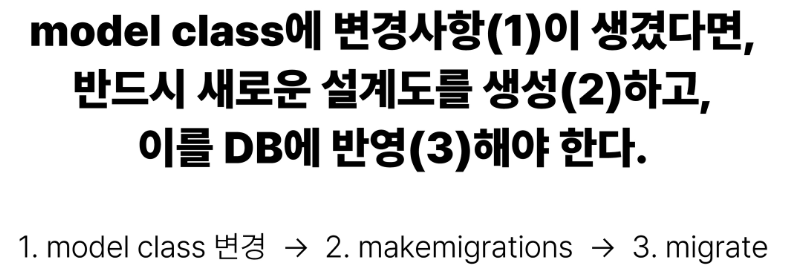 model class에 변경사항(1)이 생겼다면,
반드시 새로운 설계도를 생성(2)하고,
이를 DB에 반영(3)해야 한다.
1. model class 변경 → 2. makemigrations → 3. migrate